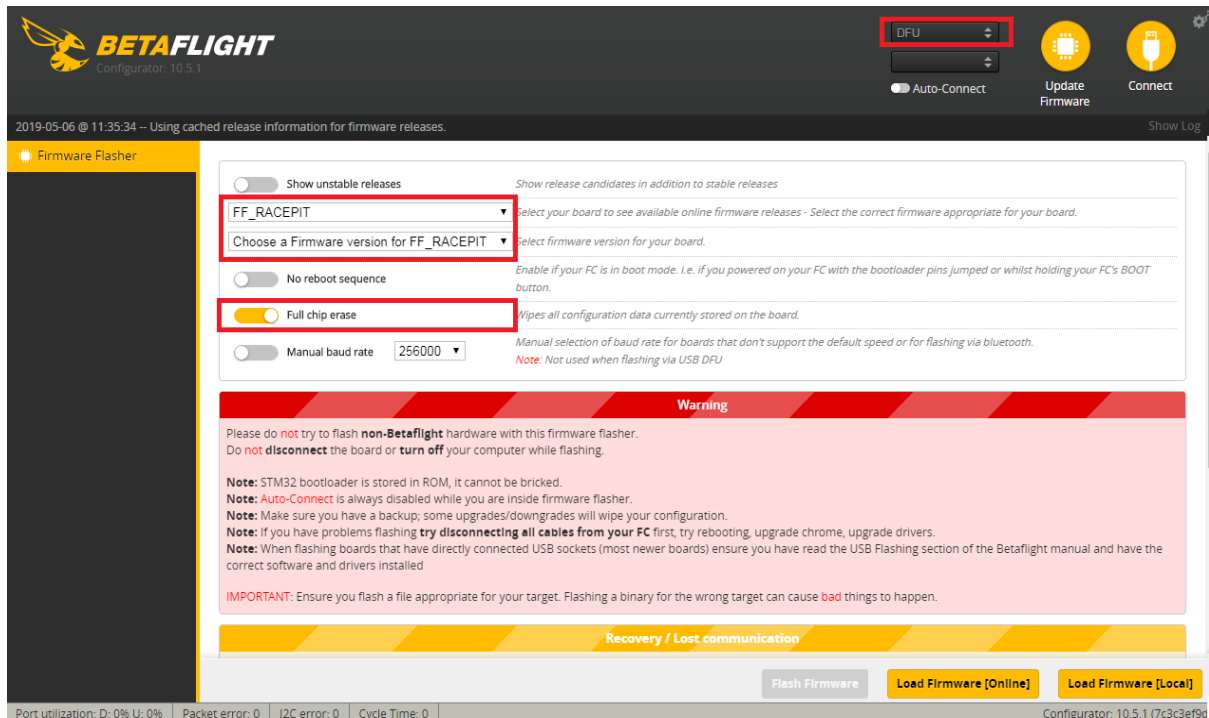 BETAFLIGHT
Configurator: 10.5.1
DFU
Auto-Connect
Update
Firmware
Connect
2019-05-06 @ 11:35:34 -- Using cached release information for firmware releases.
Show Log
Firmware Flasher
Show unstable releases
Show release candidates in addition to stable releases
FF_RACEPIT
Select your board to see available online firmware releases - Select the correct firmware appropriate for your board.
Choose a Firmware version for FF_RACEPIT
Select firmware version for your board.
No reboot sequence
Enable if your FC is in boot mode. i.e. if you powered on your FC with the bootloader pins jumped or whilst holding your FC's BOOT
button.
Full chip erase
Wipes all configuration data currently stored on the board.
Manual baud rate
256000
Manual selection of baud rate for boards that don't support the default speed or for flashing via bluetooth.
Note: Not used when flashing via USB DFU
Warning
Please do not try to flash non-Betaflight hardware with this firmware flasher.
Do not disconnect the board or turn off your computer while flashing.
Note: STM32 bootloader is stored in ROM, it cannot be bricked.
Note: Auto-Connect is always disabled while you are inside firmware flasher.
Note: Make sure you have a backup; some upgrades/downgrades will wipe your configuration.
Note: If you have problems flashing try disconnecting all cables from your FC first, try rebooting, upgrade chrome, upgrade drivers.
Note: When flashing boards that have directly connected USB sockets (most newer boards) ensure you have read the USB Flashing section of the Betaflight manual and have the
correct software and drivers installed
IMPORTANT: Ensure you flash a file appropriate for your target. Flashing a binary for the wrong target can cause bad things to happen.
Recovery / Lost communication
Flash Firmware
Load Firmware [Online]
Load Firmware [Local]
Port utilization: D: 0% U: 0%
Packet error: 0
I2C error: 0
Cycle Time: 0
Configurator: 10.5.1 (7c3c3ef9d